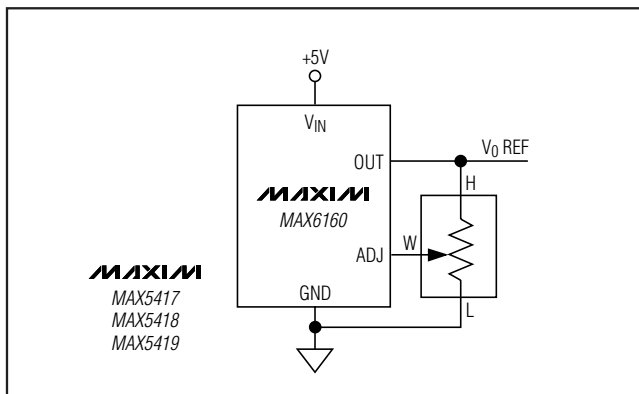 +5V
VIN
OUT
V0 REF
H
MAXIM
MAX6160
ADJ
W
MAXIM
MAX5417
MAX5418
MAX5419
GND
L